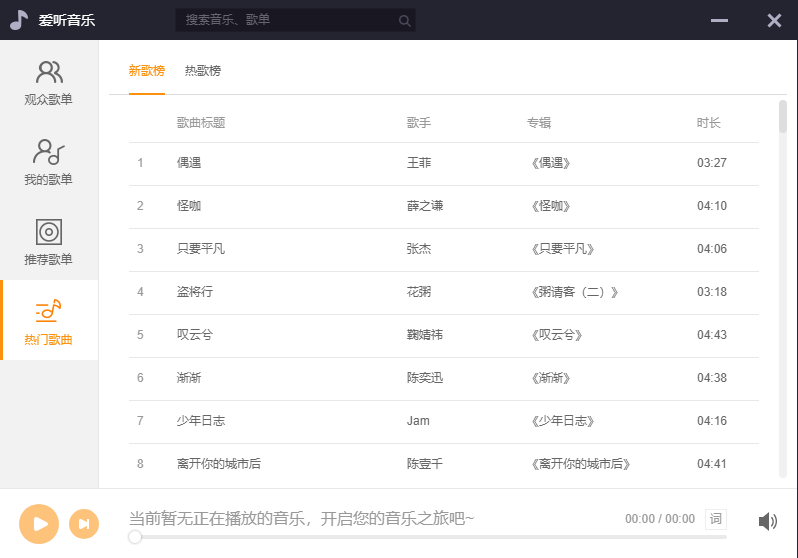 爱听音乐
搜索音乐、歌单
观众歌单
我的歌单
推荐歌单
热门歌曲
新歌榜 热歌榜
歌曲标题 歌手 专辑 时长
1 偶遇 王菲 《偶遇》 03:27
2 怪咖 薛之谦 《怪咖》 04:10
3 只要平凡 张杰 《只要平凡》 04:06
4 盗将行 花粥 《粥请客（二）》 03:18
5 叹云兮 鞠婧祎 《叹云兮》 04:43
6 渐渐 陈奕迅 《渐渐》 04:38
7 少年日志 Jam 《少年日志》 04:16
8 离开你的城市后 陈壹千 《离开你的城市后》 04:41
当前暂无正在播放的音乐，开启您的音乐之旅吧~ 00:00 / 00:00 词